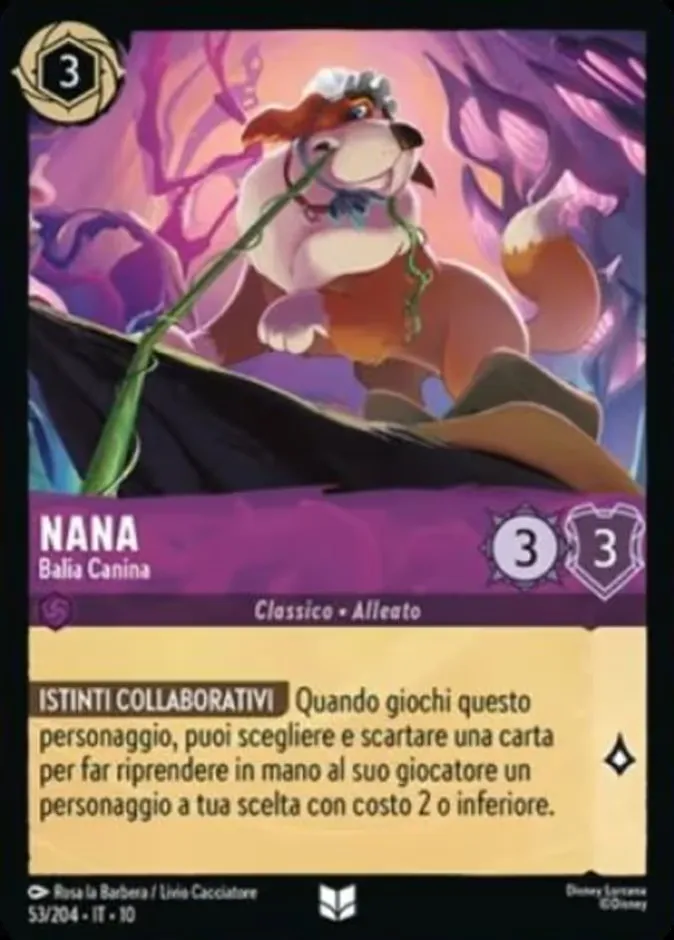 3
NANA
Balia Canina
3 3
Classico • Alleato
ISTINTI COLLABORATIVI Quando giochi questo
personaggio, puoi scegliere e scartare una carta
per far riprendere in mano al suo giocatore un
personaggio a tua scelta con costo 2 o inferiore.
Rosa la Barbera / Livio Cacciatore
53/204 • IT • 10
Disney Lorcana
©Disney